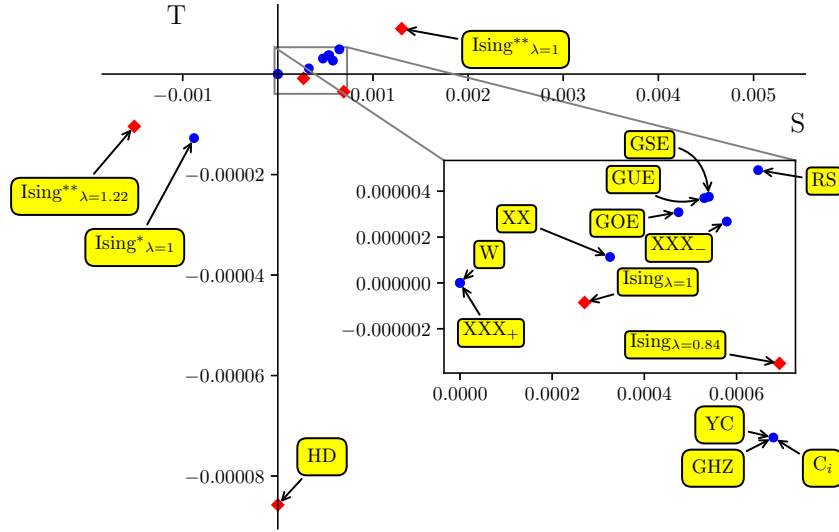 T
Ising**λ=1
−0.001
0.001
0.002
0.003
0.004
0.005
S
GSE
Ising**λ=1.22
−0.00002
0.000004
GUE
RS
GOE
XX
XXX−
Ising*λ=1
0.000002
W
Isingλ=1
0.000000
−0.00004
−0.000002
XXX+
Isingλ=0.84
−0.00006
0.0000
0.0002
0.0004
0.0006
YC
HD
GHZ
Ci
−0.00008